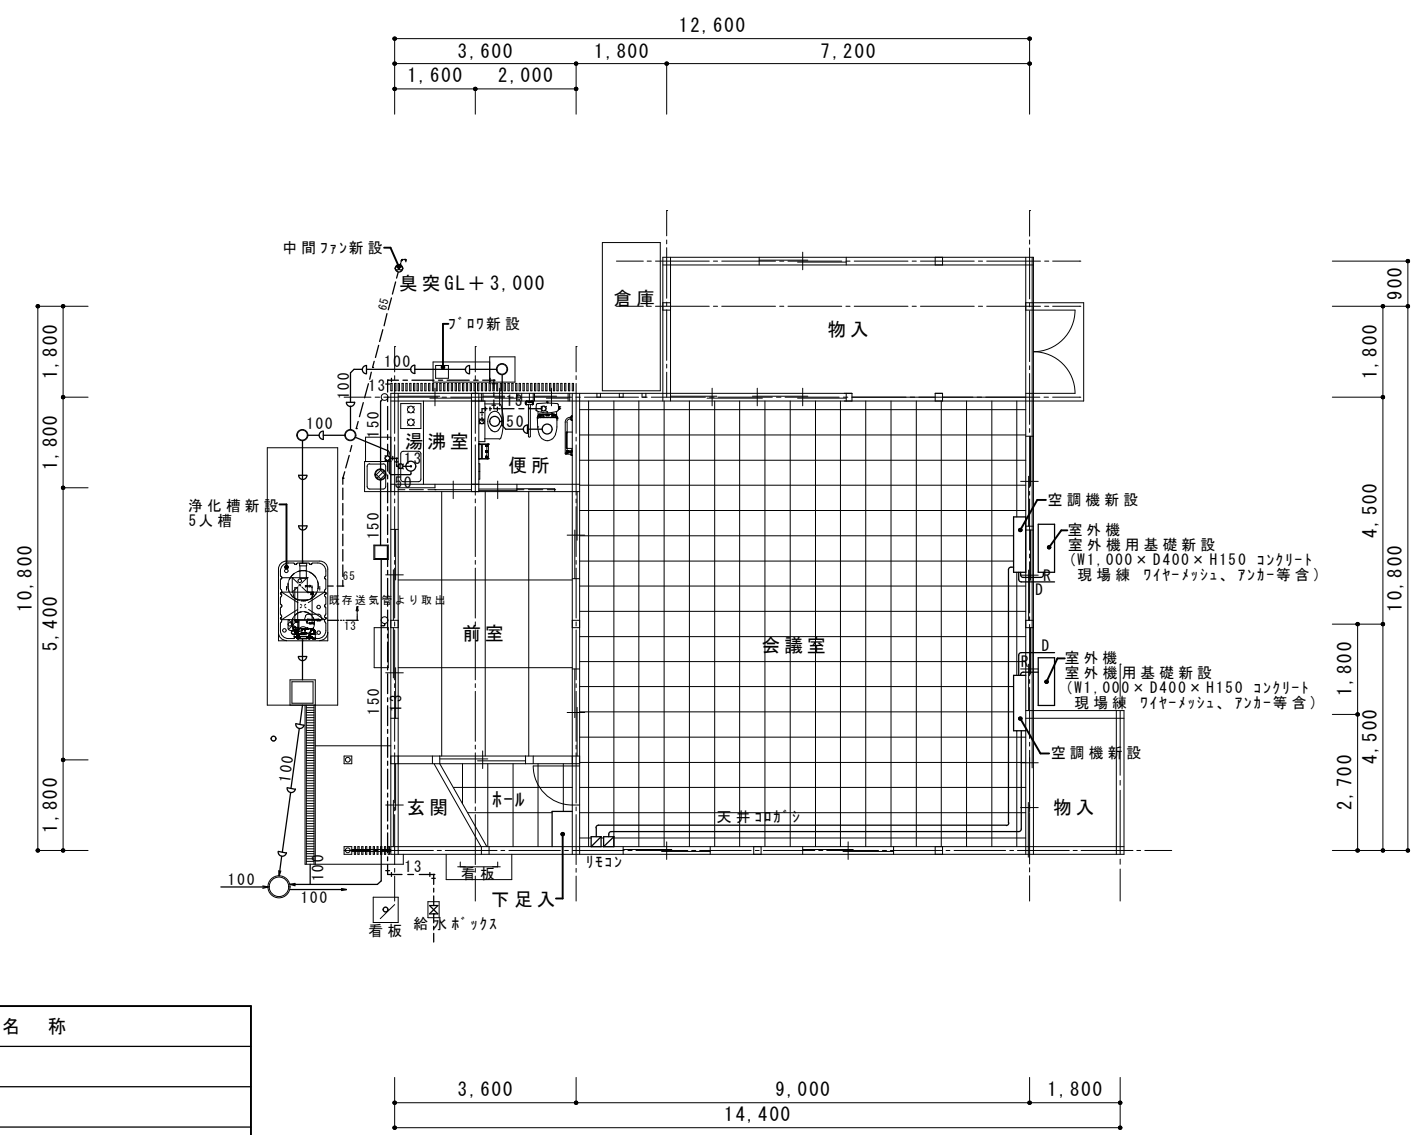 12,600
3,600
1,800
7,200
1,600
2,000
中間ファン新設
臭突GL＋3,000
65
倉庫
物入
900
ブロワ新設
1,800
1,800
100
100
13
13
150
50
100
湯沸室
便所
13
50
1,800
浄化槽新設
5人槽
150
空調機新設
室外機
室外機用基礎新設
(W1,000×D400×H150 コンクリート
現場練 ワイヤーメッシュ、アンカー等含)
4,500
10,800
10,800
R
D
65
既存送気管より取出
13
5,400
前室
会議室
D
R
室外機
室外機用基礎新設
(W1,000×D400×H150 コンクリート
現場練 ワイヤーメッシュ、アンカー等含)
1,800
150
13
空調機新設
4,500
2,700
100
1,800
玄関
ホール
天井コロガシ
物入
リモコン
100
13
看板
100
100
下足入
看板
給水ボックス
名 称
3,600
9,000
1,800
14,400